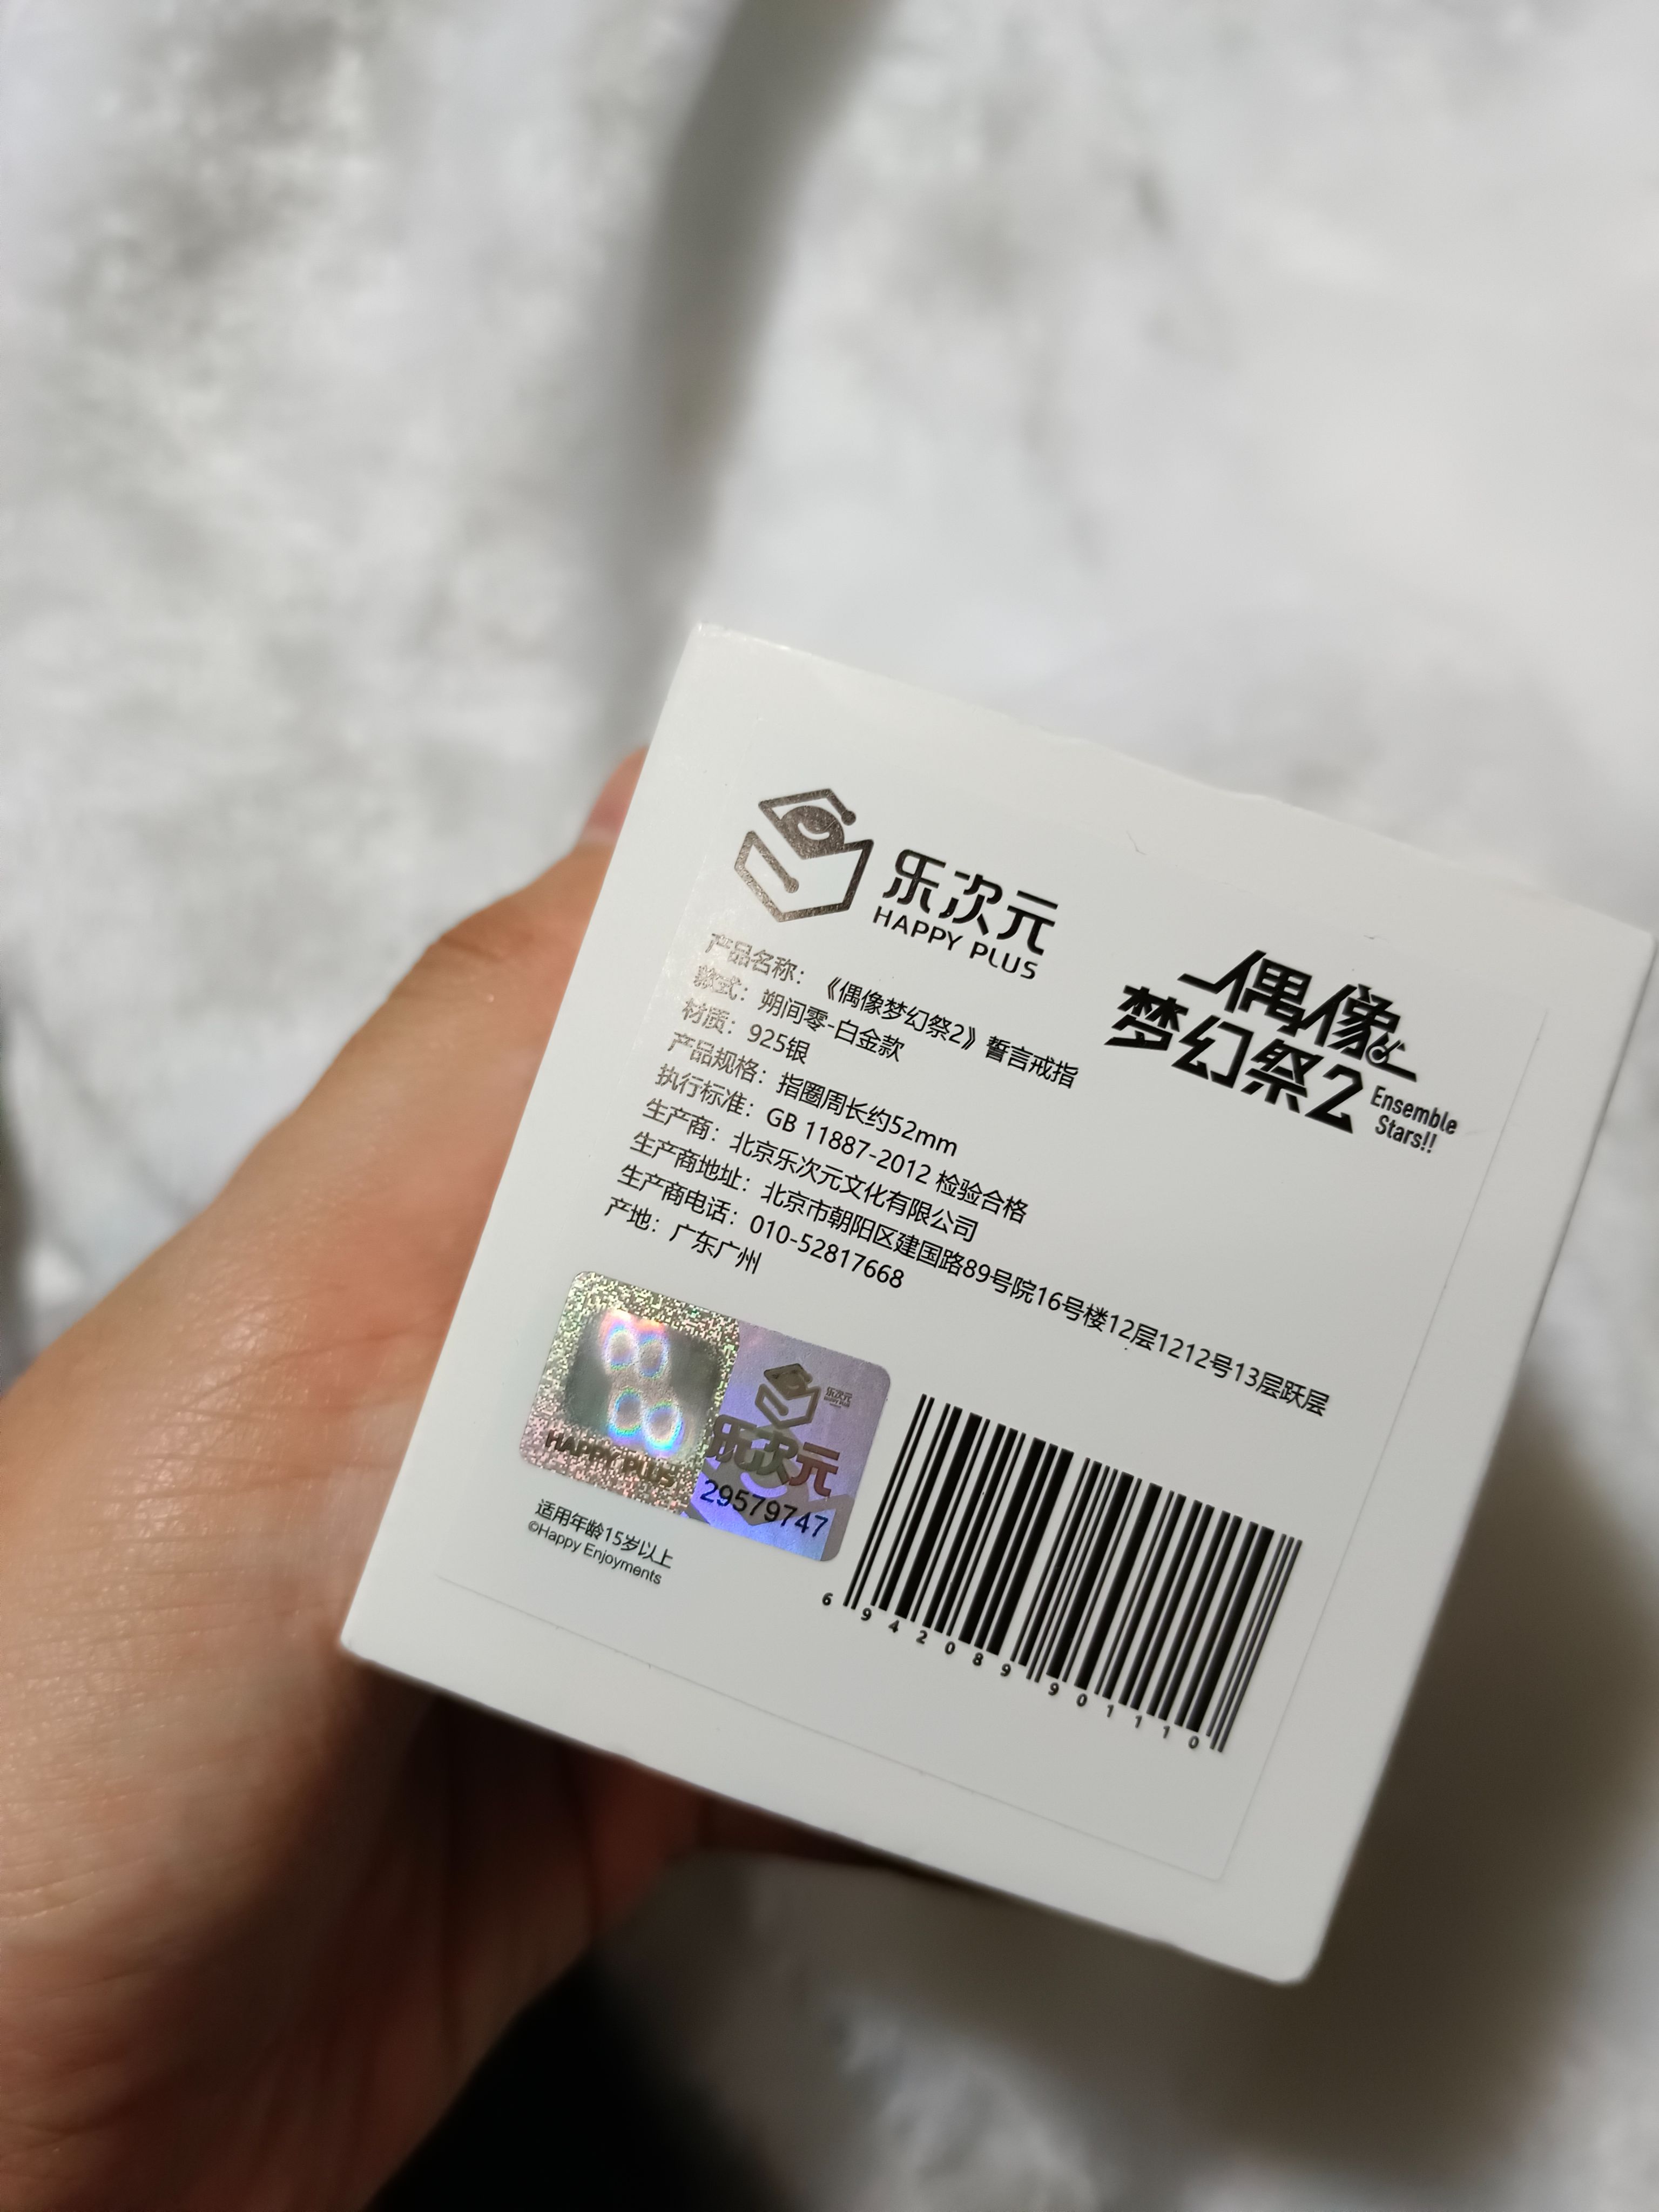 乐次元
HAPPY PLUS
偶像
梦幻祭2
Ensemble
Stars!!
产品名称：《偶像梦幻祭2》誓言戒指
款式：朔间零-白金款
材质：925银
产品规格：指圈周长约52mm
执行标准：GB 11887-2012 检验合格
生产商：北京乐次元文化有限公司
生产商地址：北京市朝阳区建国路89号院16号楼12层1212号13层跃层
生产商电话：010-52817668
产地：广东广州
HAPPY PLUS
乐次元
乐次元
29579747
适用年龄15岁以上
©Happy Enjoyments
6 942089 901110